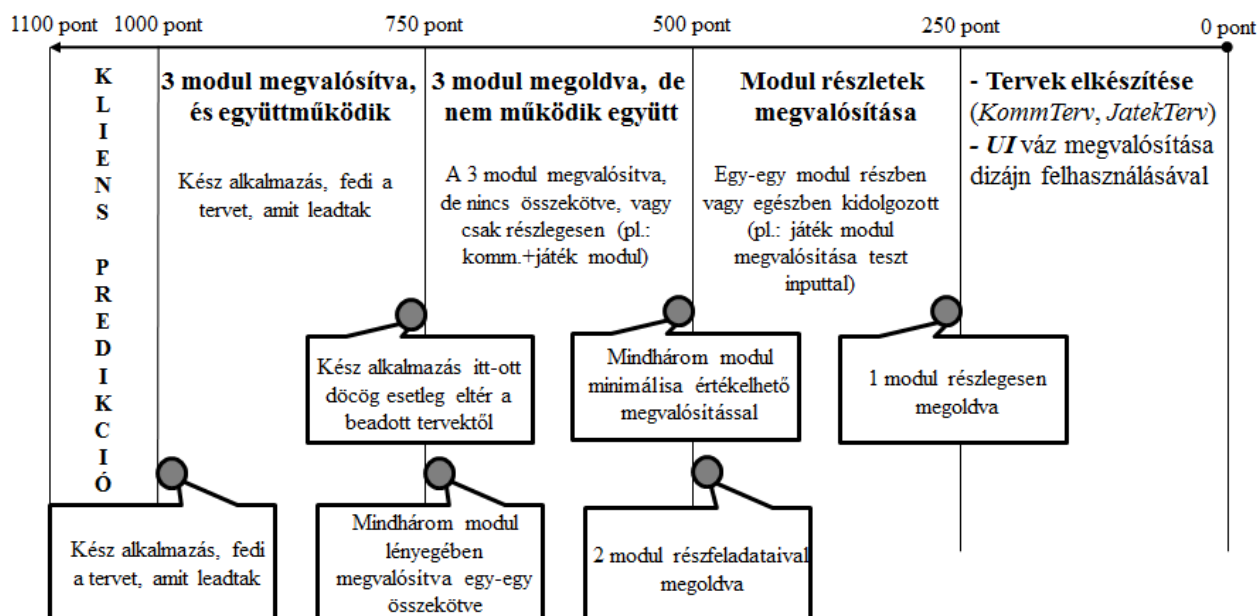 1100 pont
1000 pont
750 pont
500 pont
250 pont
0 pont
KLIENS PREDIKCIÓ
3 modul megvalósítva,
és együttműködik
Kész alkalmazás, fedi a
tervet, amit leadtak
3 modul megoldva, de
nem működik együtt
A 3 modul megvalósítva,
de nincs összekötve, vagy
csak részlegesen (pl.:
komm.+játék modul)
Modul részletek
megvalósítása
Egy-egy modul részben
vagy egészben kidolgozott
(pl.: játék modul
megvalósítása teszt
inputtal)
- Tervek elkészítése
(KommTerv, JatekTerv)
- UI váz megvalósítása
dizájn felhasználásával
Kész alkalmazás itt-ott
döcög esetleg eltér a
beadott tervektől
Mindhárom modul
minimálisa értékelhető
megvalósítással
1 modul részlegesen
megoldva
Kész alkalmazás, fedi
a tervet, amit leadtak
Mindhárom modul
lényegében
megvalósítva egy-egy
összekötve
2 modul részfeladataival
megoldva